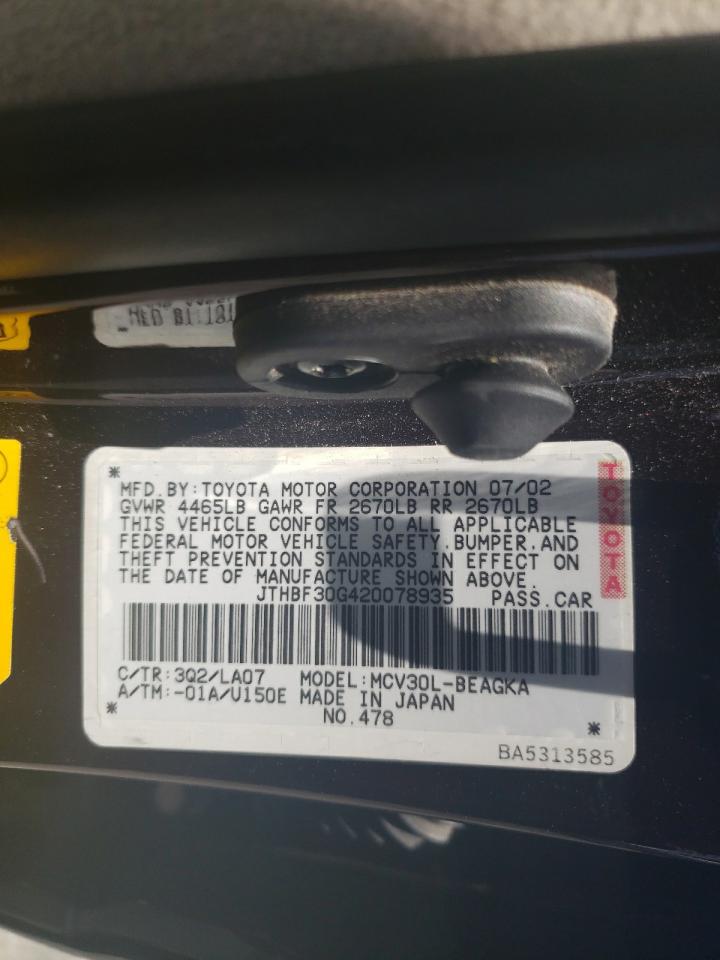 MFD.BY:TOYOTA MOTOR CORPORATION 07/02
GVWR 4465LB GAWR FR 2670LB RR 2670LB
THIS VEHICLE CONFORMS TO ALL APPLICABLE
FEDERAL MOTOR VEHICLE SAFETY,BUMPER,AND
THEFT PREVENTION STANDARDS IN EFFECT ON
THE DATE OF MANUFACTURE SHOWN ABOVE.
JTHBF30G420078935 PASS.CAR
C/TR:3Q2/LA07 MODEL:MCV30L-BEAGKA
A/TM:-01A/U150E MADE IN JAPAN
NO.478
BA5313585
TOYOTA